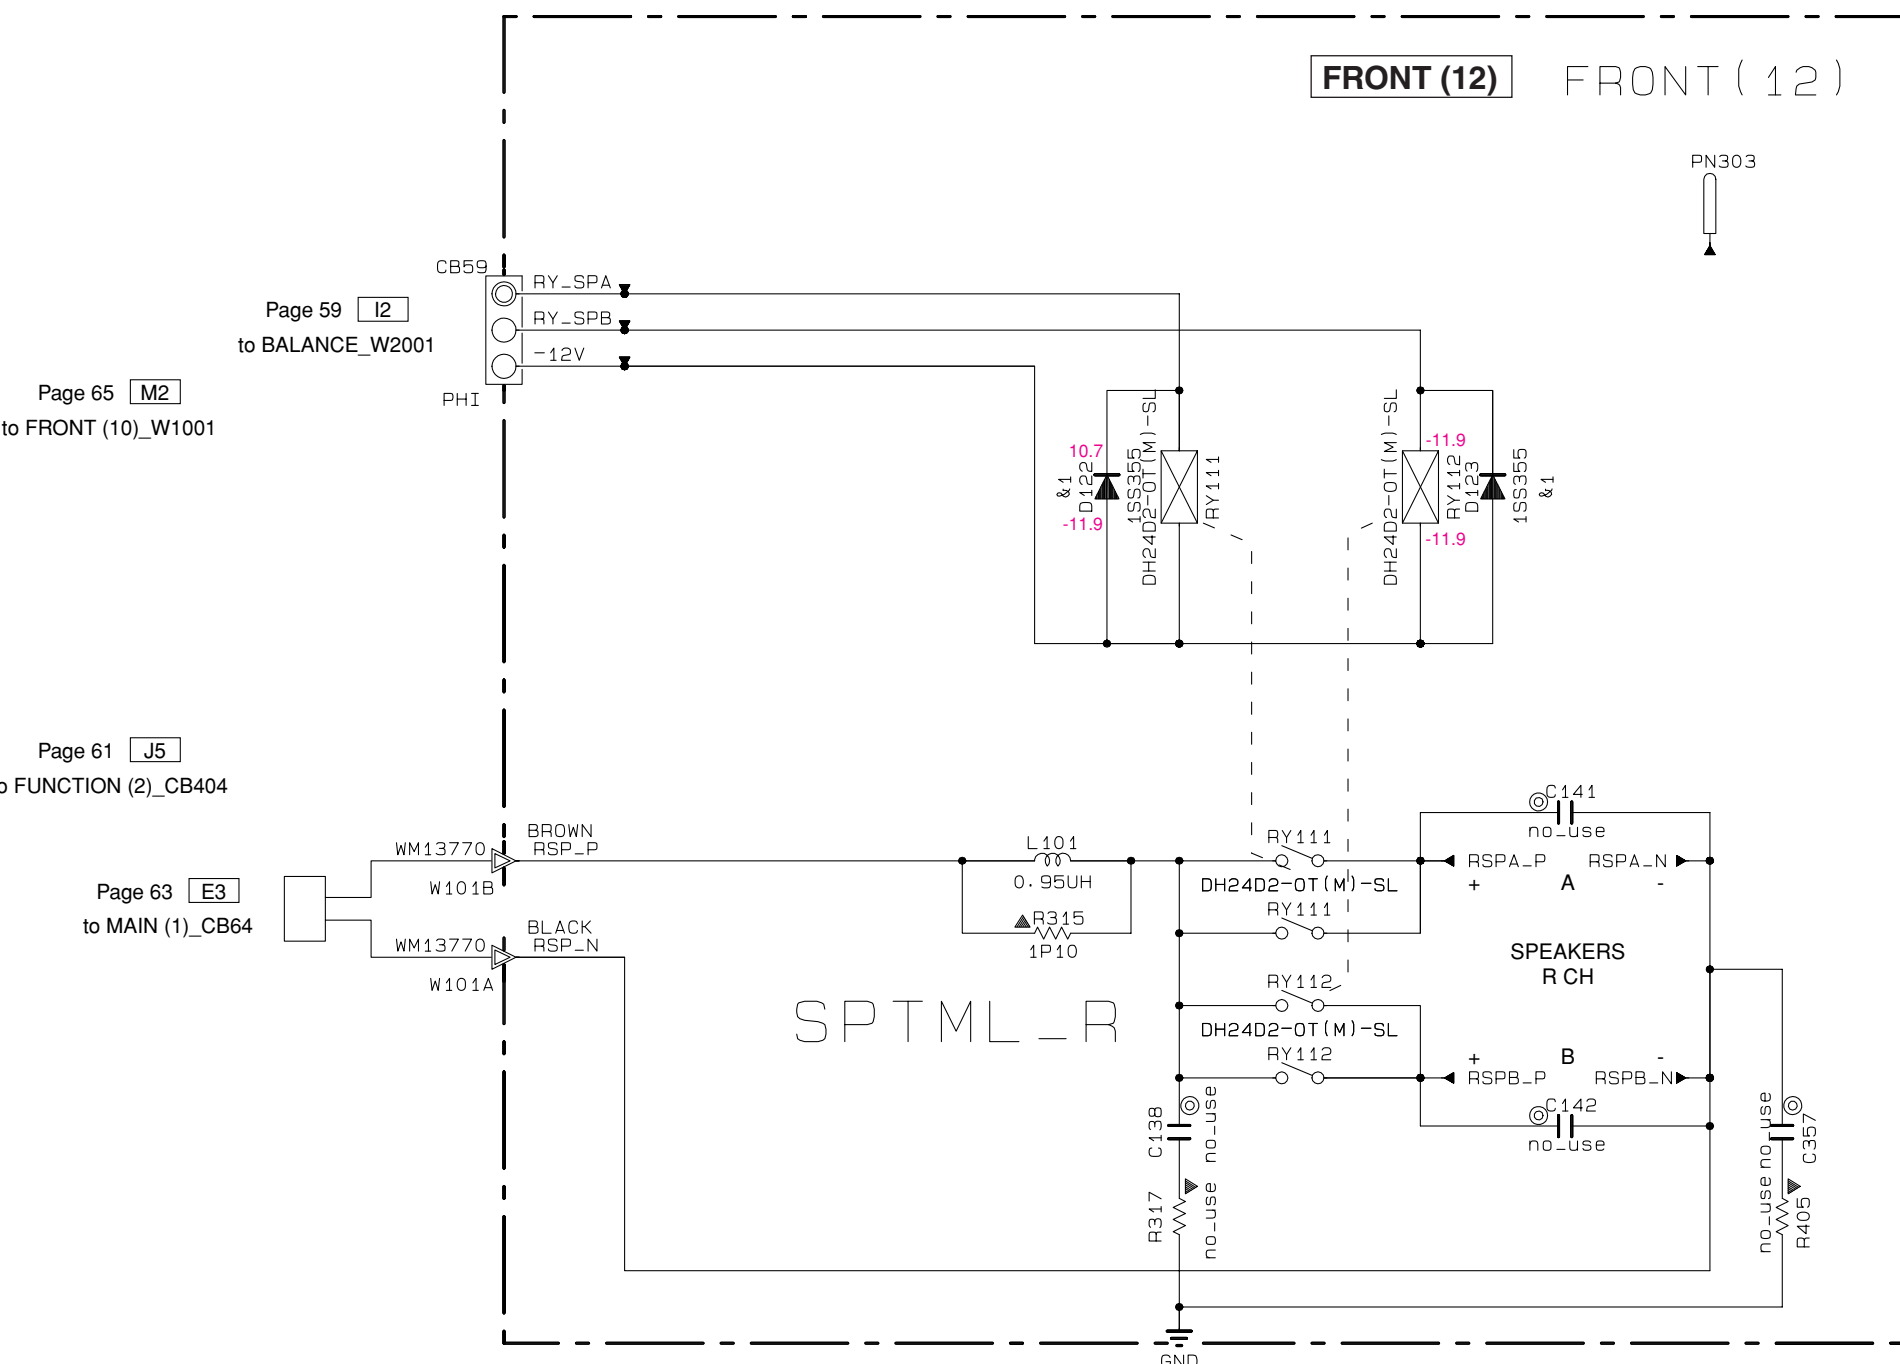 FRONT (12)
FRONT(12)
PN303
CB59
RY_SPA
RY_SPB
-12V
PHI
Page 59 I2
to BALANCE_W2001
Page 65 M2
to FRONT (10)_W1001
10.7
-11.9
&1
D122
1SS355
DH24D2-OT(M)-SL
RY111
DH24D2-OT(M)-SL
-11.9
-11.9
RY112
D123
1SS355
&1
Page 61 J5
o FUNCTION (2)_CB404
Page 63 E3
to MAIN (1)_CB64
WM13770
W101B
BROWN
RSP_P
WM13770
W101A
BLACK
RSP_N
L101
0.95UH
R315
1P10
SPTML_R
RY111
DH24D2-OT(M)-SL
RY111
RY112
DH24D2-OT(M)-SL
RY112
C141
no_use
RSPA_P RSPA_N
+ A -
SPEAKERS
R CH
+ B -
RSPB_P RSPB_N
C142
no_use
C138
no_use
R317
no_use
no_use
C357
no_use
R405
GND